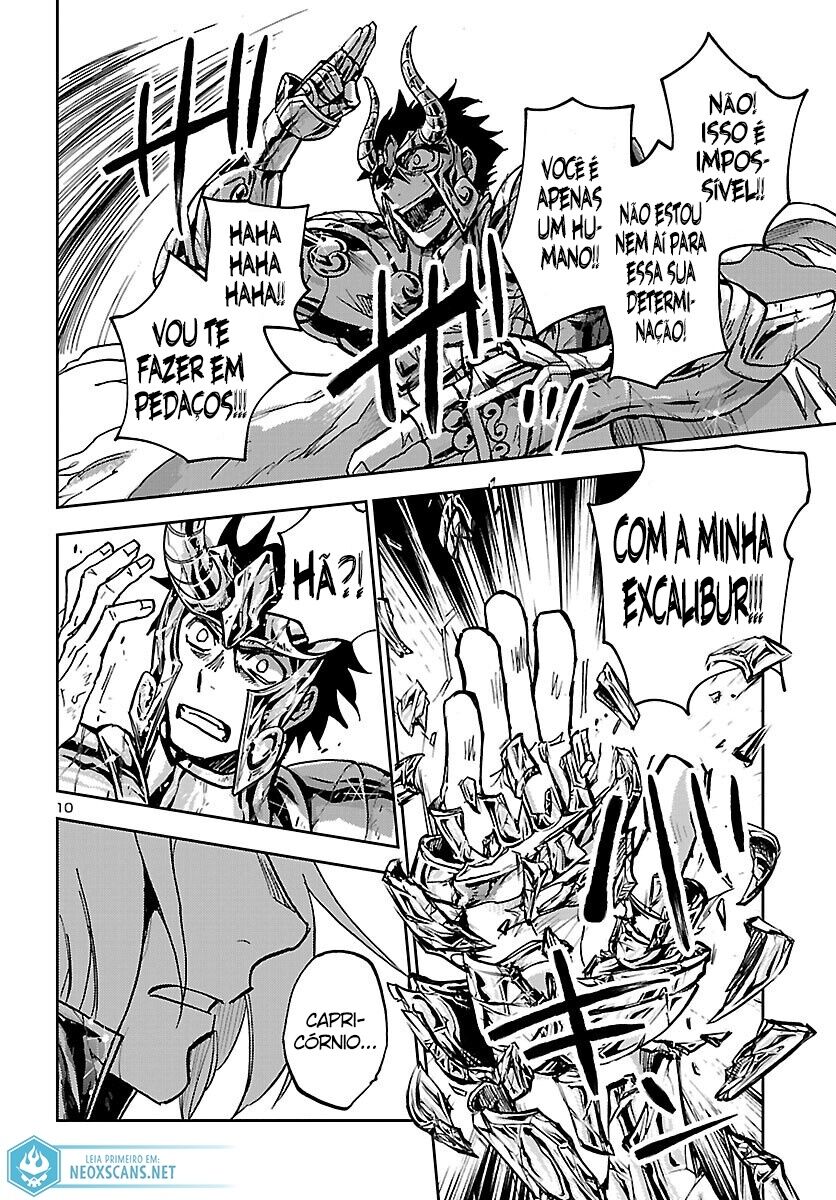 NÃO!
ISSO É
IMPOS-
SÍVEL!!
NÃO ESTOU
NEM AÍ PARA
ESSA SUA
DETERMI-
NAÇÃO!
VOCÊ É
APENAS
UM HU-
MANO!!
HAHA
HAHA
HAHA!!
VOU TE
FAZER EM
PEDAÇOS!!!
COM A MINHA
EXCALIBUR!!!
HÃ?!
10
CAPRI-
CÓRNIO...
LEIA PRIMEIRO EM:
NEOXSCANS.NET